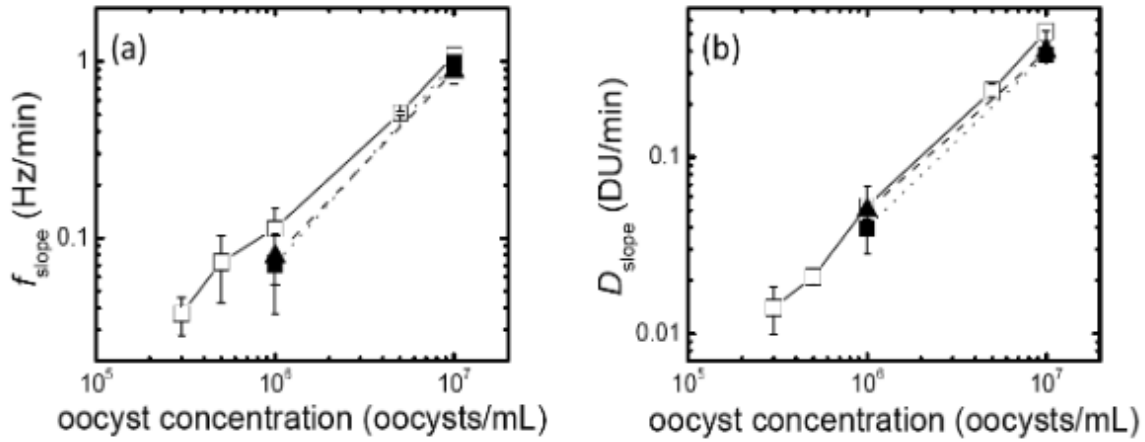 (a)
1
0.1
f_slope (Hz/min)
10^5
10^6
10^7
oocyst concentration (oocysts/mL)
(b)
0.1
0.01
D_slope (DU/min)
10^5
10^6
10^7
oocyst concentration (oocysts/mL)